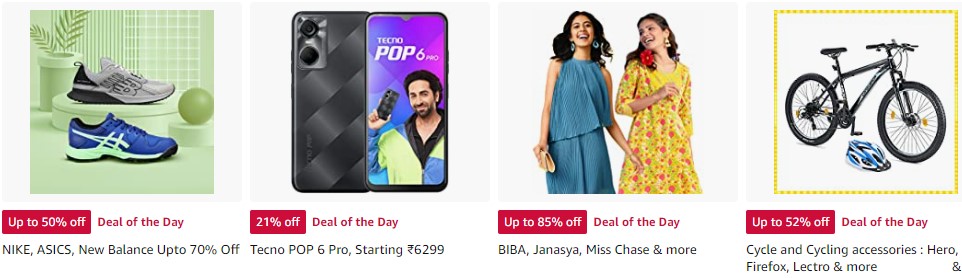 TECNO
POP 6 PRO
TECNO POP
Up to 50% off Deal of the Day
21% off Deal of the Day
Up to 85% off Deal of the Day
Up to 52% off Deal of the Day
NIKE, ASICS, New Balance Upto 70% Off
Tecno POP 6 Pro, Starting ₹6299
BIBA, Janasya, Miss Chase & more
Cycle and Cycling accessories : Hero,
Firefox, Lectro & more &